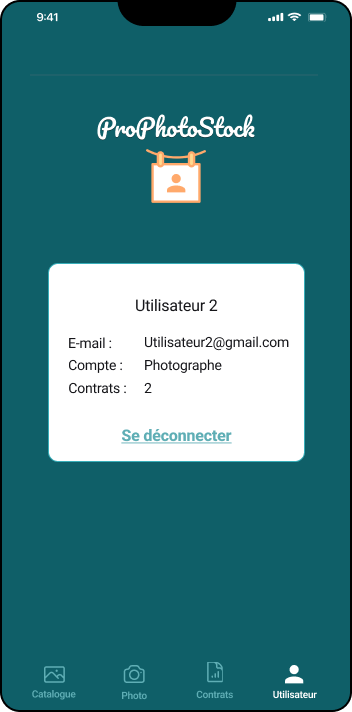 9:41
ProPhotoStock
Utilisateur 2
E-mail : Utilisateur2@gmail.com
Compte : Photographe
Contrats : 2
Se déconnecter
Catalogue Photo Contrats Utilisateur